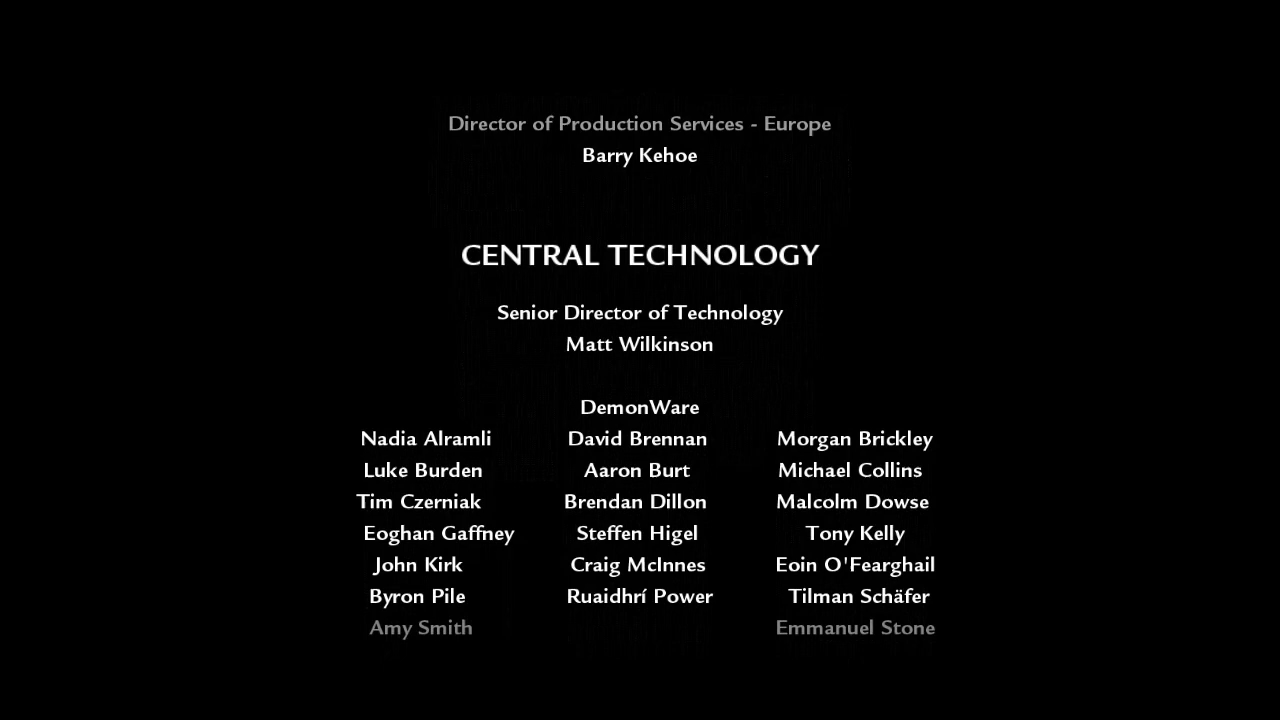 Director of Production Services - Europe
Barry Kehoe
CENTRAL TECHNOLOGY
Senior Director of Technology
Matt Wilkinson
DemonWare
Nadia Alramli David Brennan Morgan Brickley
Luke Burden Aaron Burt Michael Collins
Tim Czerniak Brendan Dillon Malcolm Dowse
Eoghan Gaffney Steffen Higel Tony Kelly
John Kirk Craig McInnes Eoin O'Fearghail
Byron Pile Ruaidhrí Power Tilman Schäfer
Amy Smith Emmanuel Stone